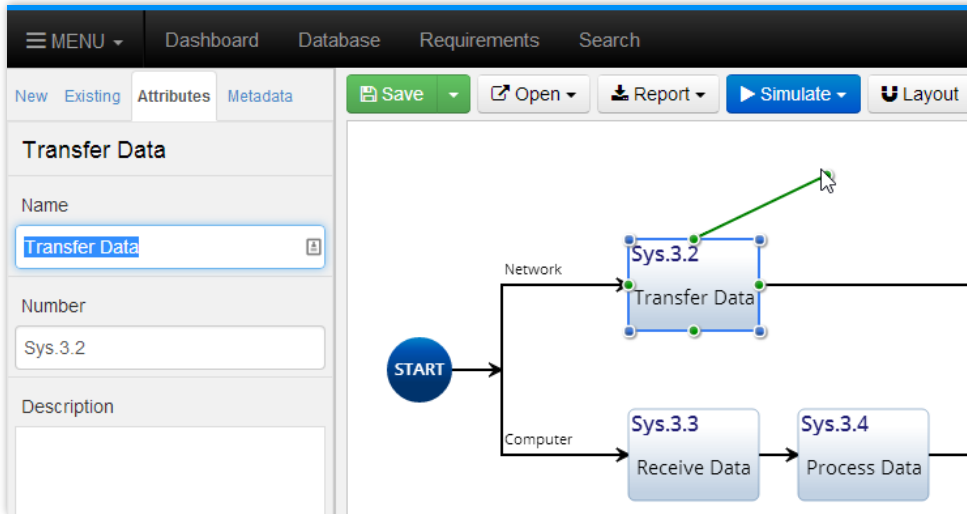 MENU Dashboard Database Requirements Search
New Existing Attributes Metadata
Save Open Report Simulate Layout
Transfer Data
Name
Transfer Data
Number
Sys.3.2
Description
Sys.3.2
Network
Transfer Data
START
Computer
Sys.3.3
Receive Data
Sys.3.4
Process Data